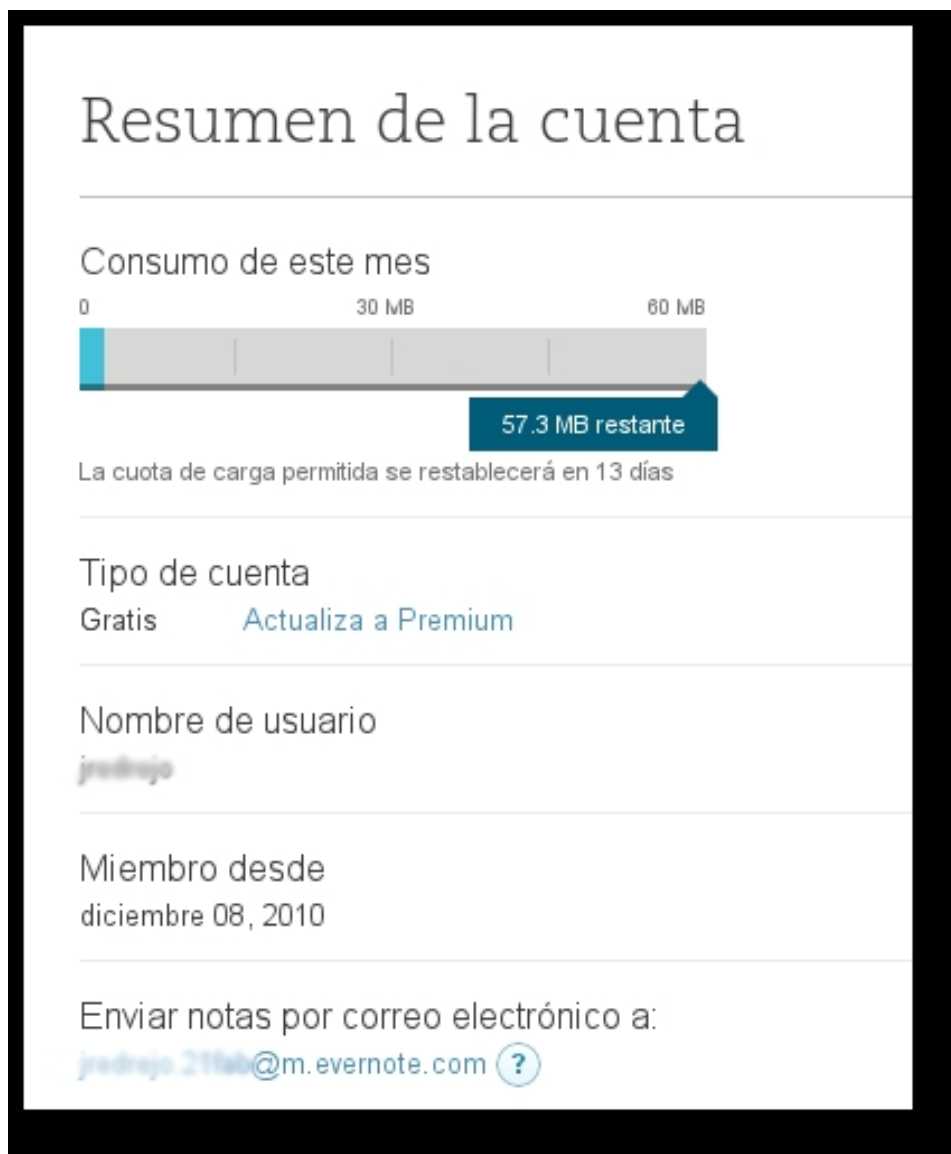 Resumen de la cuenta
Consumo de este mes
0 30 MB 60 MB
57.3 MB restante
La cuota de carga permitida se restablecerá en 13 días
Tipo de cuenta
Gratis Actualiza a Premium
Nombre de usuario
Miembro desde
diciembre 08, 2010
Enviar notas por correo electrónico a:
@m.evernote.com ?